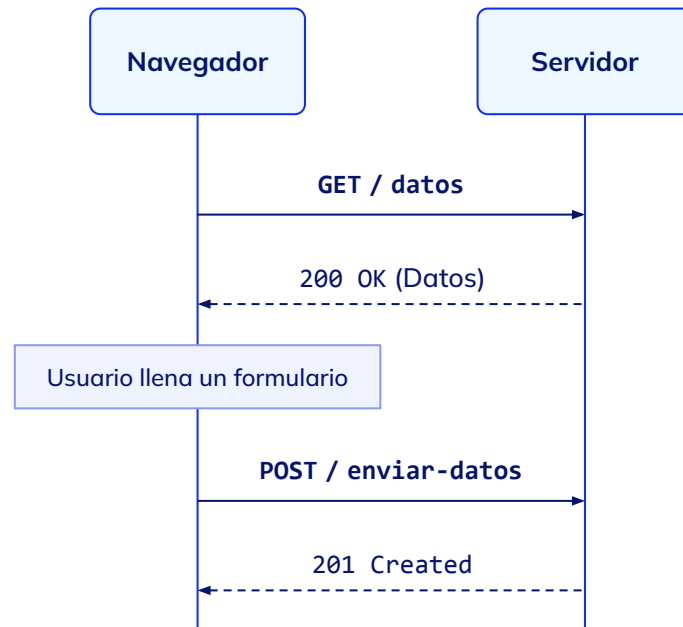 Navegador
Servidor
GET / datos
200 OK (Datos)
Usuario llena un formulario
POST / enviar-datos
201 Created